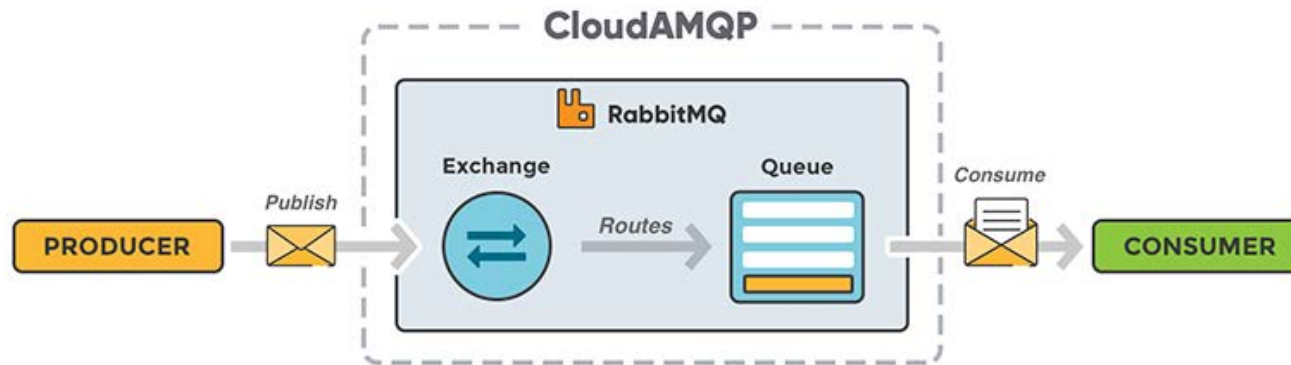 CloudAMQP
RabbitMQ
Exchange
Queue
Publish
Routes
Consume
PRODUCER
CONSUMER